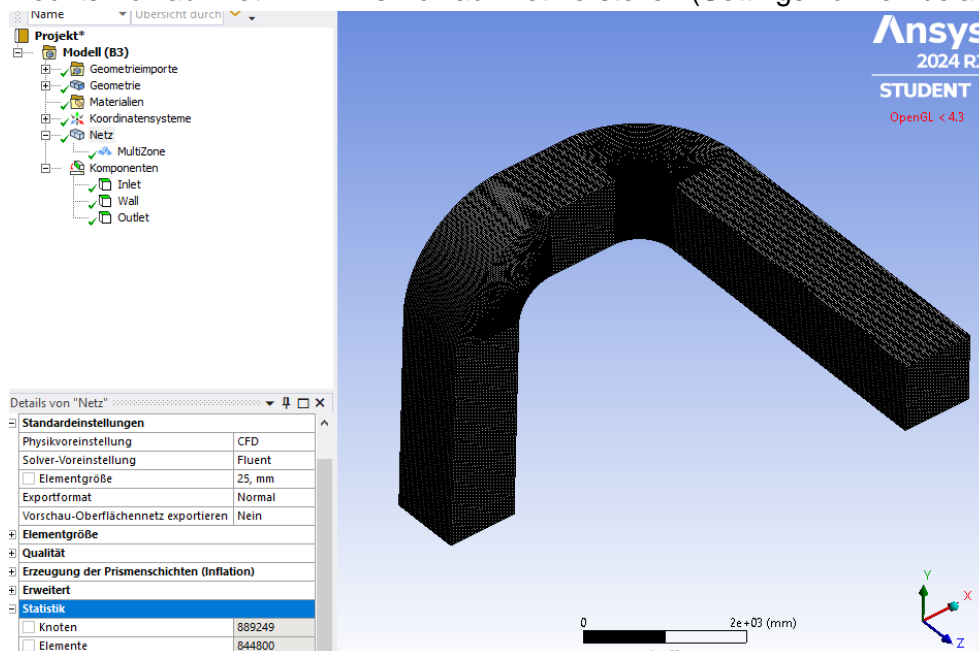 Name
Übersicht durch
Projekt*
Modell (B3)
Geometrieimporte
Geometrie
Materialien
Koordinatensysteme
Netz
MultiZone
Komponenten
Inlet
Wall
Outlet
Ansys
2024 R
STUDENT
OpenGL < 4.3
Details von "Netz"
Standardeinstellungen
Physikvoreinstellung CFD
Solver-Voreinstellung Fluent
Elementgröße 25, mm
Exportformat Normal
Vorschau-Oberflächennetz exportieren Nein
Elementgröße
Qualität
Erzeugung der Prismenschichten (Inflation)
Erweitert
Statistik
Knoten 889249
Elemente 844800
0 2e+03 (mm)
Y
X
Z